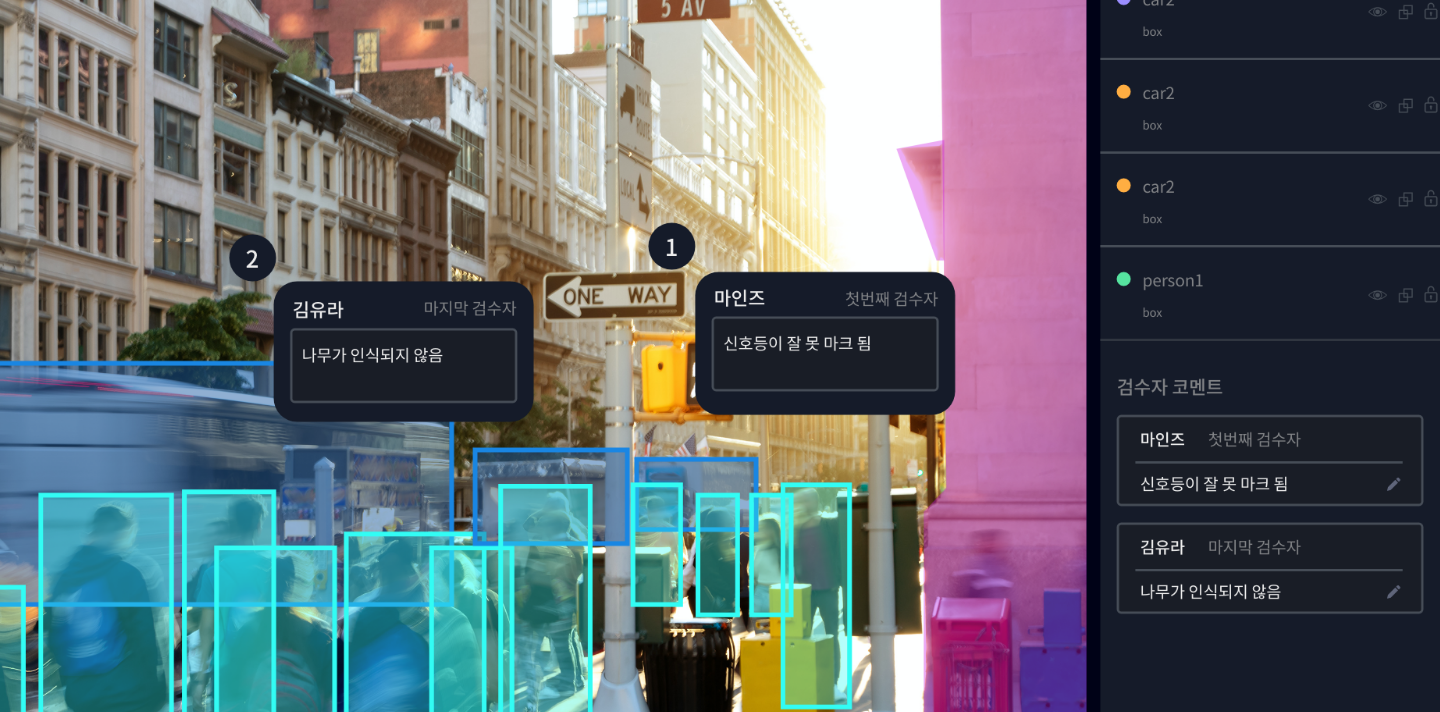 5 AV
TRUCK
ROUTE
LOCAL
S
1
2
ONE WAY
마인즈 첫번째 검수자
신호등이 잘 못 마크 됨
김유라 마지막 검수자
나무가 인식되지 않음
car2
box
car2
box
car2
box
person1
box
검수자 코멘트
마인즈 첫번째 검수자
신호등이 잘 못 마크 됨
김유라 마지막 검수자
나무가 인식되지 않음